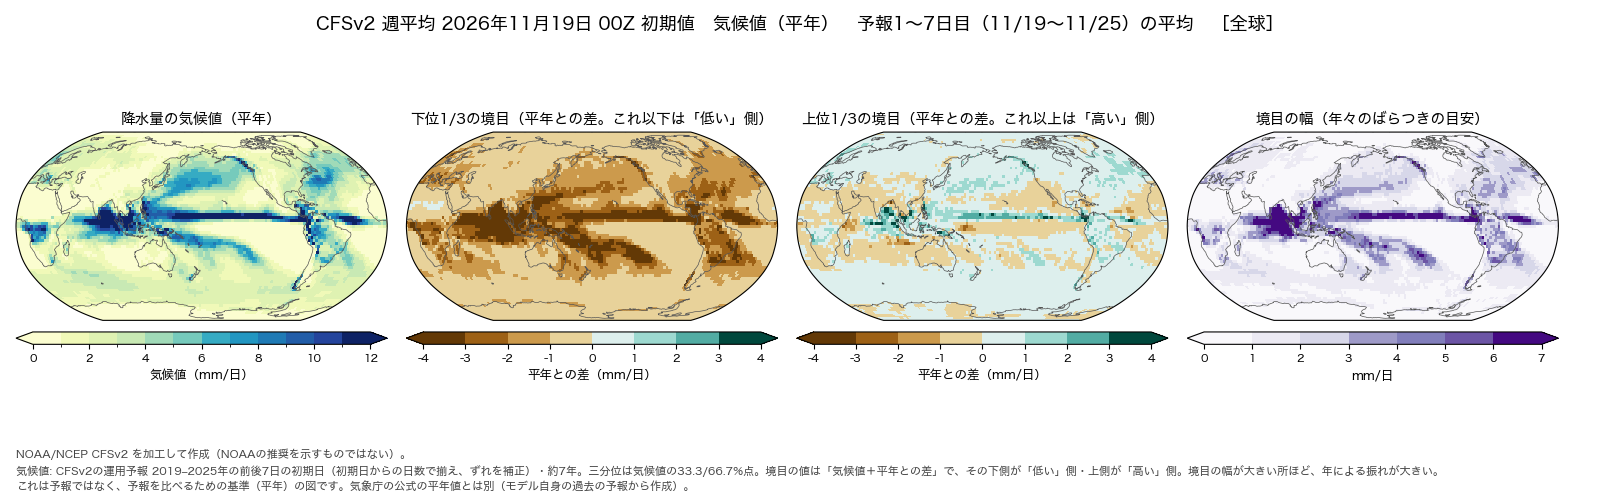 CFSv2 週平均 2026年11月19日 00Z 初期値　気候値（平年）　予報1～7日目（11/19～11/25）の平均　［全球］
降水量の気候値（平年）
下位1/3の境目（平年との差。これ以下は「低い」側）
上位1/3の境目（平年との差。これ以上は「高い」側）
境目の幅（年々のばらつきの目安）
0 2 4 6 8 10 12
-4 -3 -2 -1 0 1 2 3 4
-4 -3 -2 -1 0 1 2 3 4
0 1 2 3 4 5 6 7
気候値（mm/日）
平年との差（mm/日）
平年との差（mm/日）
mm/日
NOAA/NCEP CFSv2 を加工して作成（NOAAの推奨を示すものではない）。
気候値: CFSv2の運用予報 2019–2025年の前後7日の初期日（初期日からの日数で揃え、ずれを補正）・約7年。三分位は気候値の33.3/66.7%点。境目の値は「気候値＋平年との差」で、その下側が「低い」側・上側が「高い」側。境目の幅が大きい所ほど、年による振れが大きい。
これは予報ではなく、予報を比べるための基準（平年）の図です。気象庁の公式の平年値とは別（モデル自身の過去の予報から作成）。